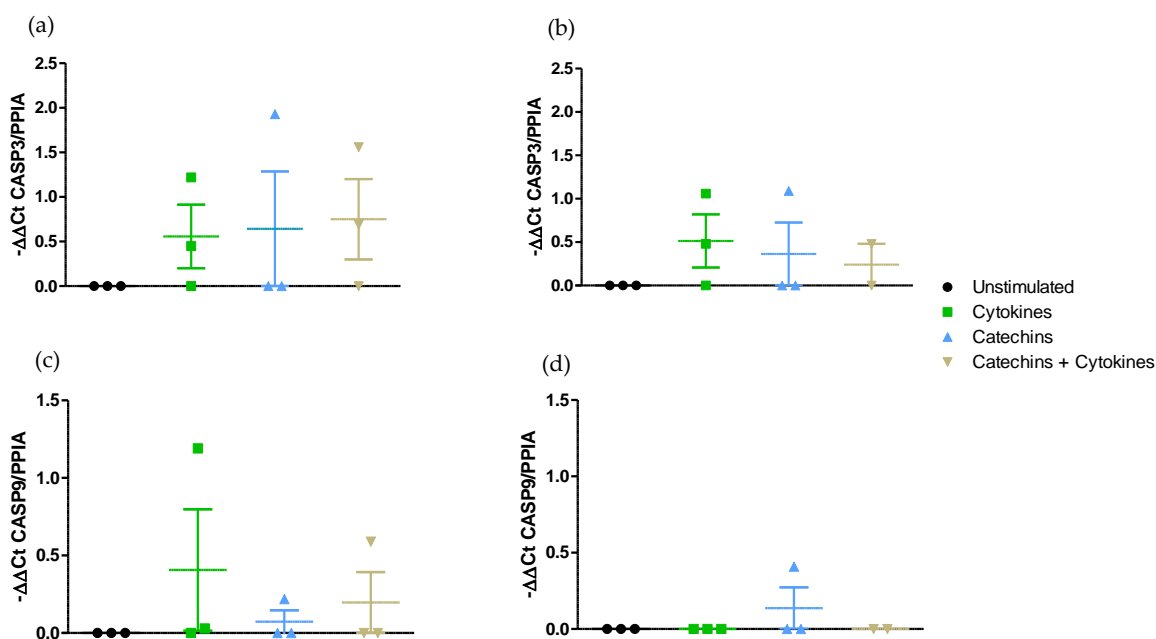 (a)
2.5
2.0
1.5
1.0
0.5
0.0
-ΔΔCt CASP3/PPIA
(b)
2.5
2.0
1.5
1.0
0.5
0.0
-ΔΔCt CASP3/PPIA
Unstimulated
Cytokines
Catechins
Catechins + Cytokines
(c)
1.5
1.0
0.5
0.0
-ΔΔCt CASP9/PPIA
(d)
1.5
1.0
0.5
0.0
-ΔΔCt CASP9/PPIA